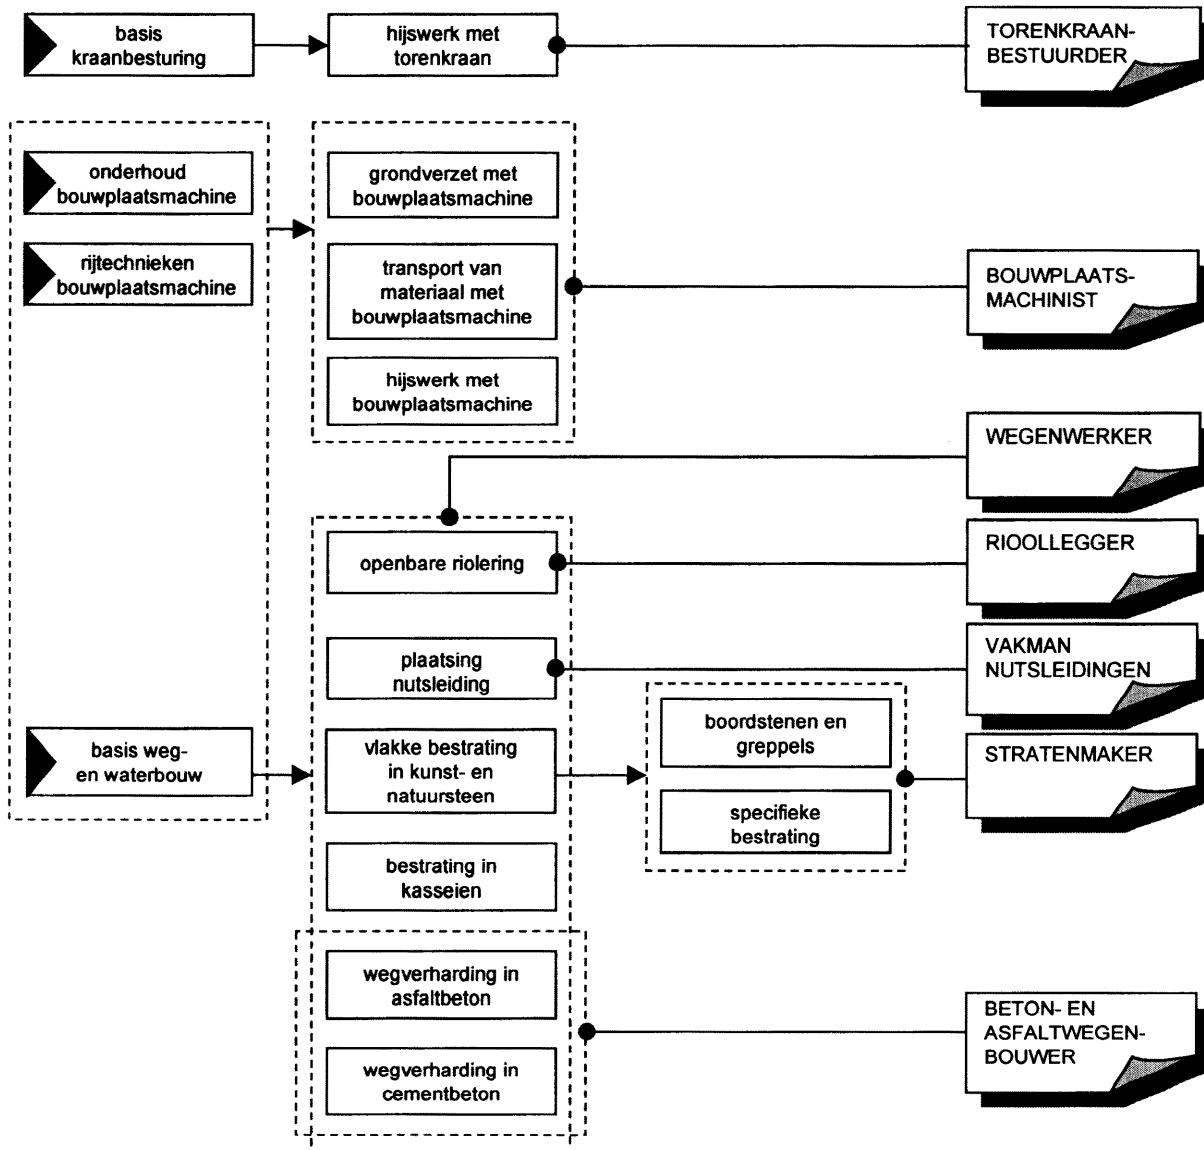 basis
kraanbesturing
hijswerk met
torenkraan
TORENKRAAN-
BESTUURDER
onderhoud
bouwplaatsmachine
rijtechnieken
bouwplaatsmachine
grondverzet met
bouwplaatsmachine
transport van
materiaal met
bouwplaatsmachine
hijswerk met
bouwplaatsmachine
BOUWPLAATS-
MACHINIST
WEGENWERKER
openbare riolering
RIOOLLEGGER
plaatsing
nutsleiding
VAKMAN
NUTSLEIDINGEN
basis weg-
en waterbouw
vlakke bestrating
in kunst- en
natuursteen
boordstenen en
greppels
specifieke
bestrating
STRATENMAKER
bestrating in
kasseien
wegverharding in
asfaltbeton
wegverharding in
cementbeton
BETON- EN
ASFALTWEGEN-
BOUWER